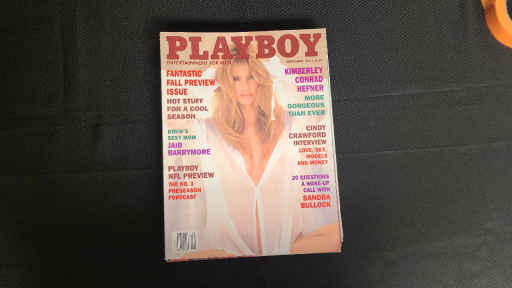 PLAYBOY
ENTERTAINMENT FOR MEN
FANTASTIC
FALL PREVIEW
ISSUE
HOT STUFF
FOR A COOL
SEASON
DREW'S
SEXY MOM
JAID
BARRYMORE
PLAYBOY
NFL PREVIEW
THE NO. 1
PRESEASON
FORECAST
KIMBERLEY
CONRAD
HEFNER
MORE
GORGEOUS
THAN EVER
CINDY
CRAWFORD
INTERVIEW
LOVE, SEX,
MODELS
AND MONEY
20 QUESTIONS
A WAKE-UP
CALL WITH
SANDRA
BULLOCK